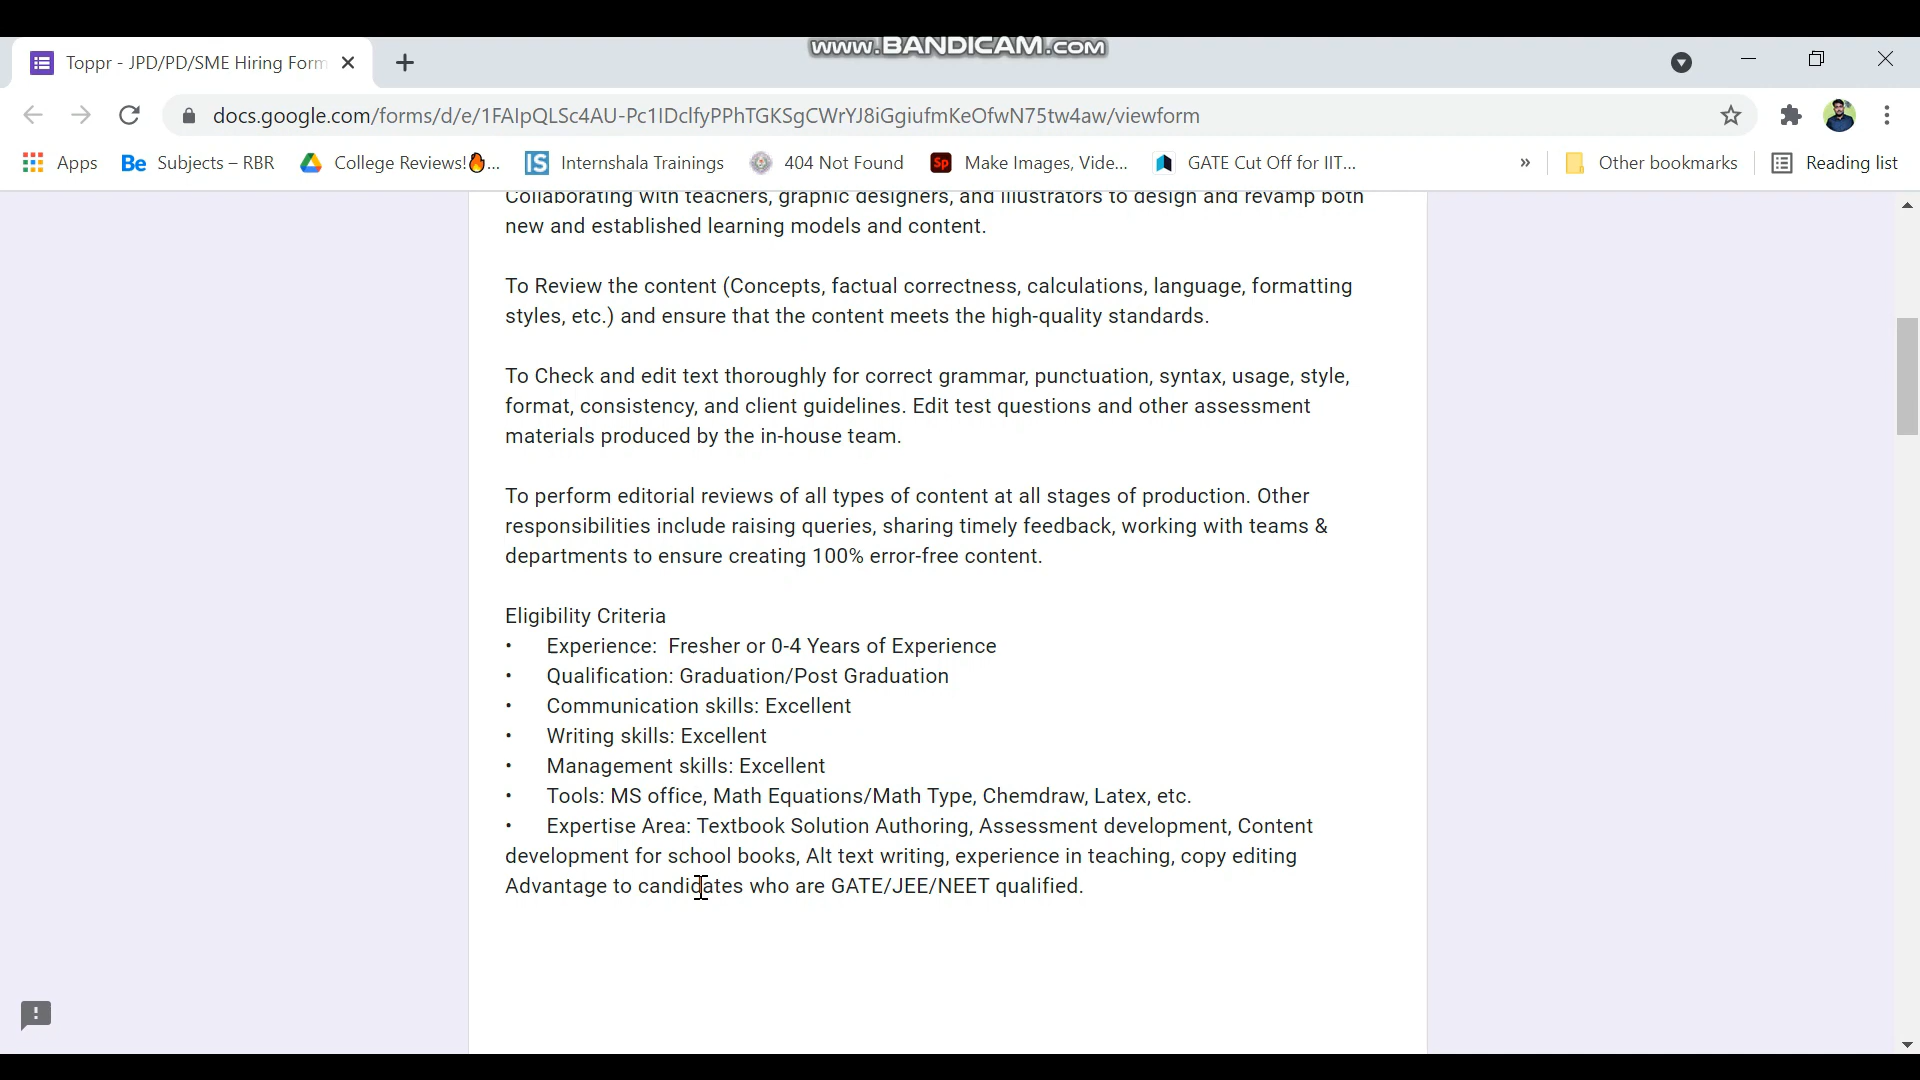 www.BANDICAM.com
Toppr - JPD/PD/SME Hiring Form
docs.google.com/forms/d/e/1FAIpQLSc4AU-Pc1IDclfyPPhTGKSgCWrYJ8iGgiufmKeOfwN75tw4aw/viewform
Apps Be Subjects – RBR College Reviews!🔥... IS Internshala Trainings 404 Not Found Sp Make Images, Vide... GATE Cut Off for IIT... » Other bookmarks Reading list
Collaborating with teachers, graphic designers, and illustrators to design and revamp both
new and established learning models and content.
To Review the content (Concepts, factual correctness, calculations, language, formatting
styles, etc.) and ensure that the content meets the high-quality standards.
To Check and edit text thoroughly for correct grammar, punctuation, syntax, usage, style,
format, consistency, and client guidelines. Edit test questions and other assessment
materials produced by the in-house team.
To perform editorial reviews of all types of content at all stages of production. Other
responsibilities include raising queries, sharing timely feedback, working with teams &
departments to ensure creating 100% error-free content.
Eligibility Criteria
• Experience: Fresher or 0-4 Years of Experience
• Qualification: Graduation/Post Graduation
• Communication skills: Excellent
• Writing skills: Excellent
• Management skills: Excellent
• Tools: MS office, Math Equations/Math Type, Chemdraw, Latex, etc.
• Expertise Area: Textbook Solution Authoring, Assessment development, Content
development for school books, Alt text writing, experience in teaching, copy editing
Advantage to candidates who are GATE/JEE/NEET qualified.